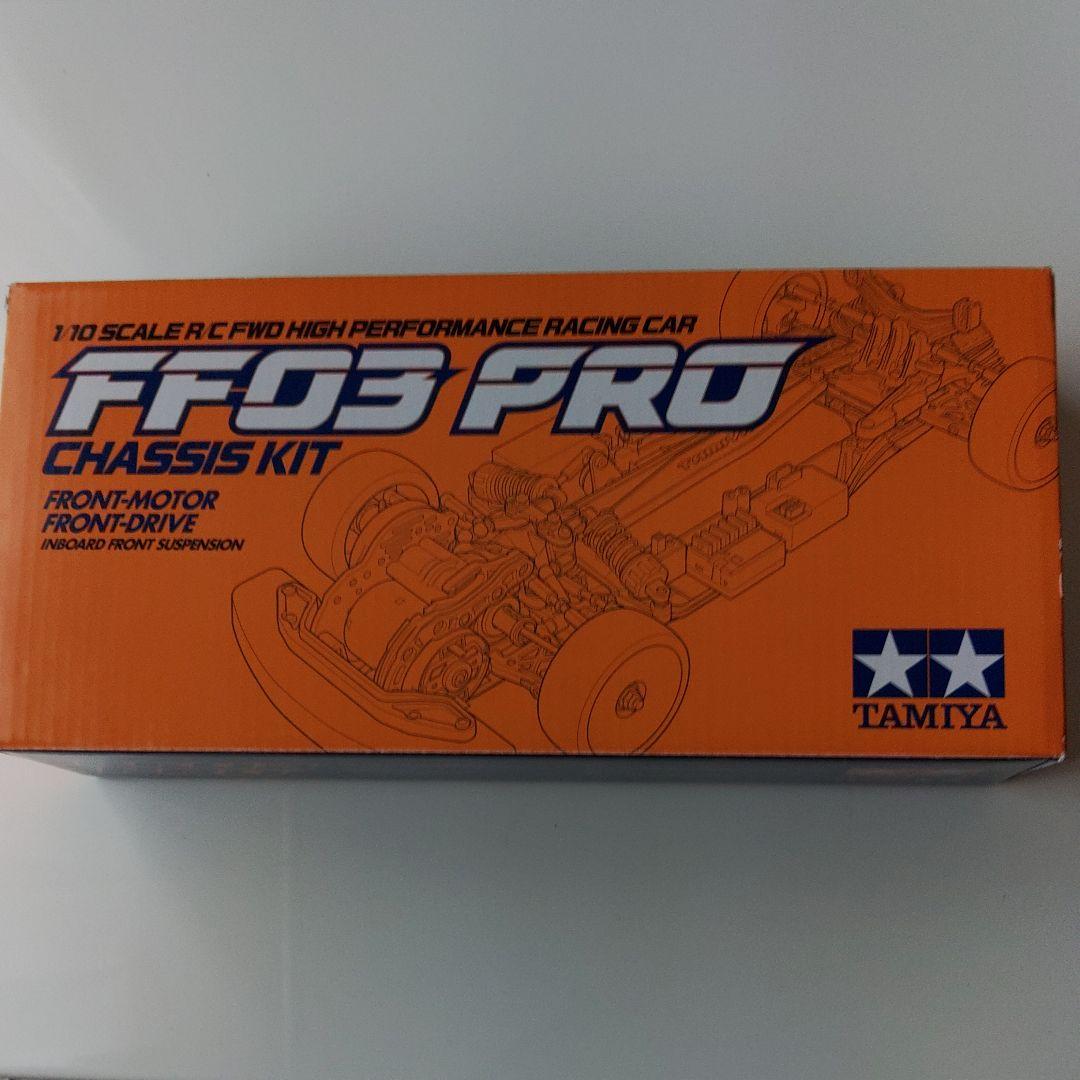 1/10 SCALE R/C FWD HIGH PERFORMANCE RACING CAR
FF03 PRO
CHASSIS KIT
FRONT-MOTOR
FRONT-DRIVE
INBOARD FRONT SUSPENSION
TAMIYA